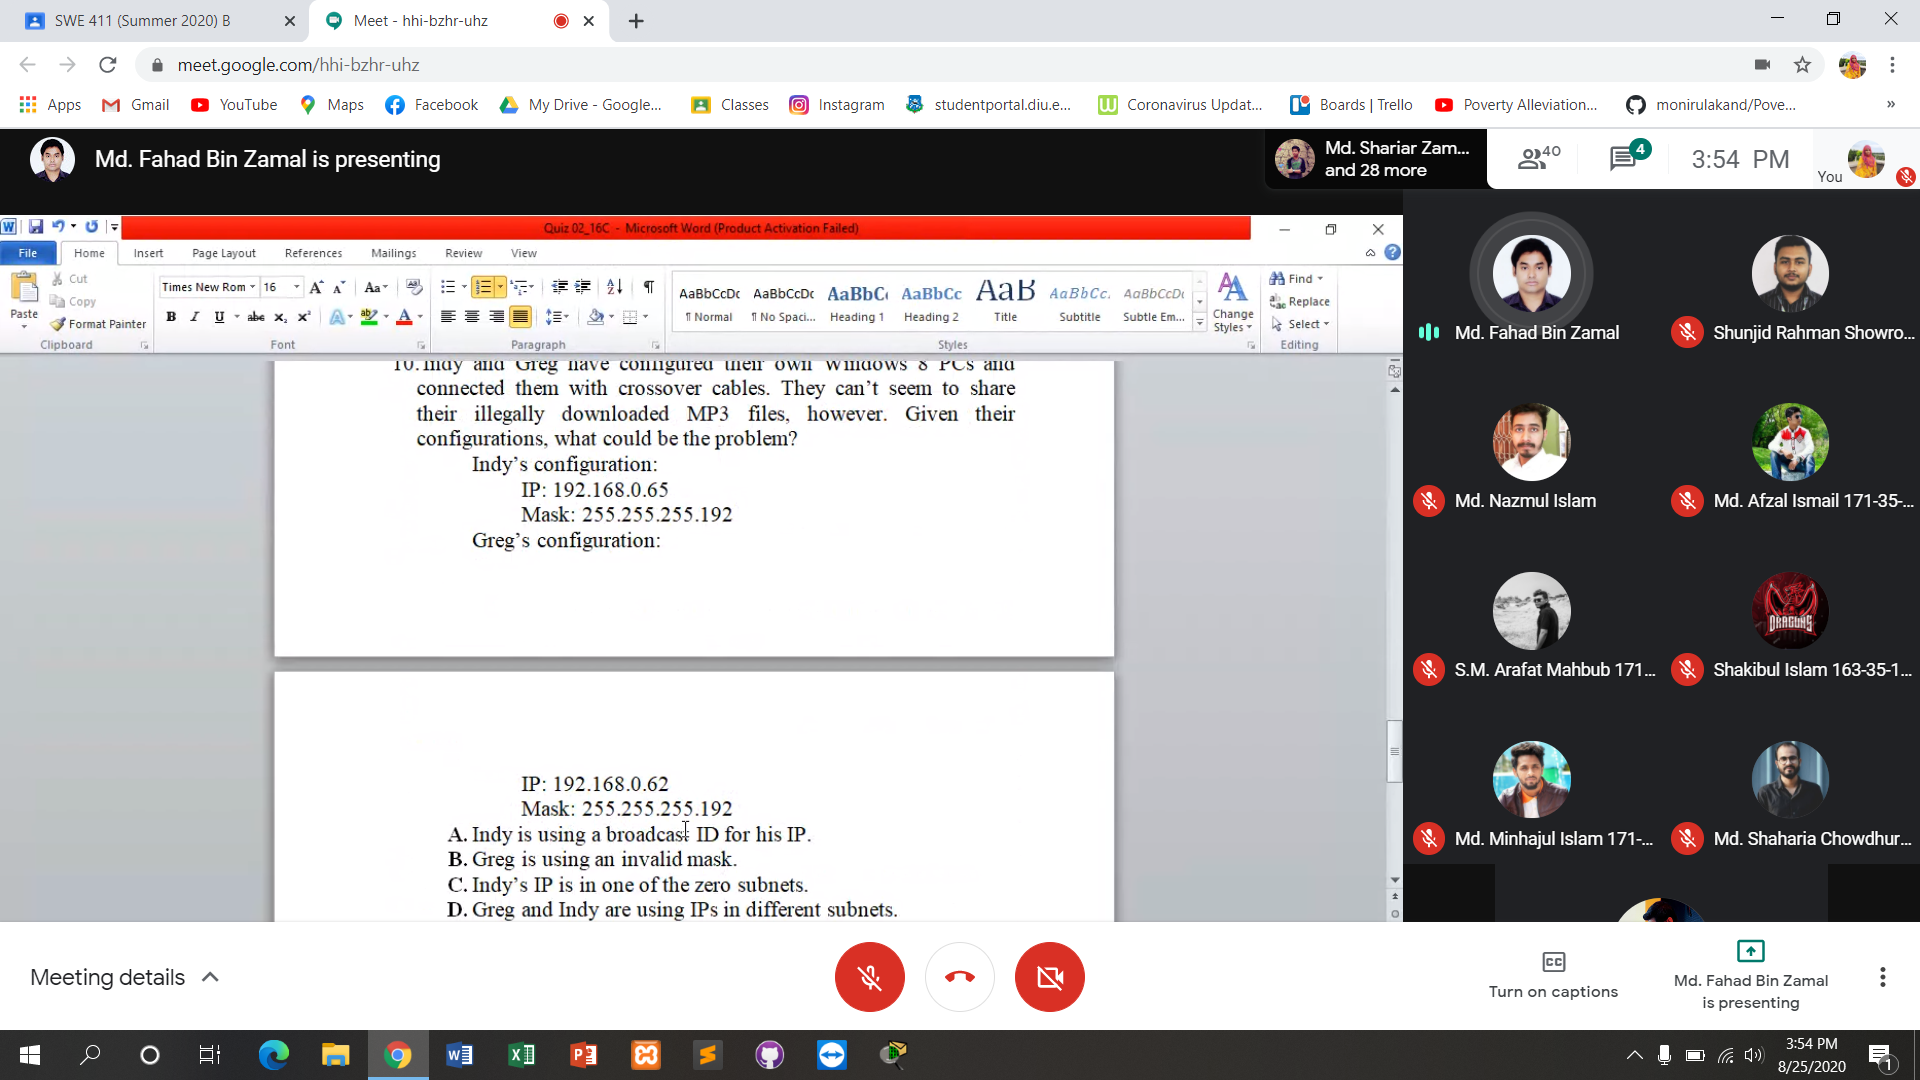 SWE 411 (Summer 2020) B
Meet - hhi-bzhr-uhz
meet.google.com/hhi-bzhr-uhz
Apps
Gmail
YouTube
Maps
Facebook
My Drive - Google...
Classes
Instagram
studentportal.diu.e...
Coronavirus Updat...
Boards | Trello
Poverty Alleviation...
monirulakand/Pove...
»
Md. Fahad Bin Zamal is presenting
Md. Shariar Zam...
and 28 more
40
4
3:54 PM
You
Quiz 02_16C - Microsoft Word (Product Activation Failed)
File
Home
Insert
Page Layout
References
Mailings
Review
View
Paste
Cut
Copy
Format Painter
Clipboard
Times New Rom
16
Font
Paragraph
AaBbCcDc
¶ Normal
AaBbCcDc
¶ No Spaci...
AaBbC
Heading 1
AaBbCc
Heading 2
AaB
Title
AaBbCc.
Subtitle
AaBbCcDc
Subtle Em...
Styles
Change
Styles
Find
Replace
Select
Editing
10. Indy and Greg have configured their own Windows 8 PCs and
connected them with crossover cables. They can't seem to share
their illegally downloaded MP3 files, however. Given their
configurations, what could be the problem?
Indy's configuration:
IP: 192.168.0.65
Mask: 255.255.255.192
Greg's configuration:
IP: 192.168.0.62
Mask: 255.255.255.192
A. Indy is using a broadcast ID for his IP.
B. Greg is using an invalid mask.
C. Indy's IP is in one of the zero subnets.
D. Greg and Indy are using IPs in different subnets.
Md. Fahad Bin Zamal
Shunjid Rahman Showro...
Md. Nazmul Islam
Md. Afzal Ismail 171-35-...
S.M. Arafat Mahbub 171...
Shakibul Islam 163-35-1...
DRAGONS
Md. Minhajul Islam 171-...
Md. Shaharia Chowdhur...
Meeting details
CC
Turn on captions
Md. Fahad Bin Zamal
is presenting
3:54 PM
8/25/2020
1